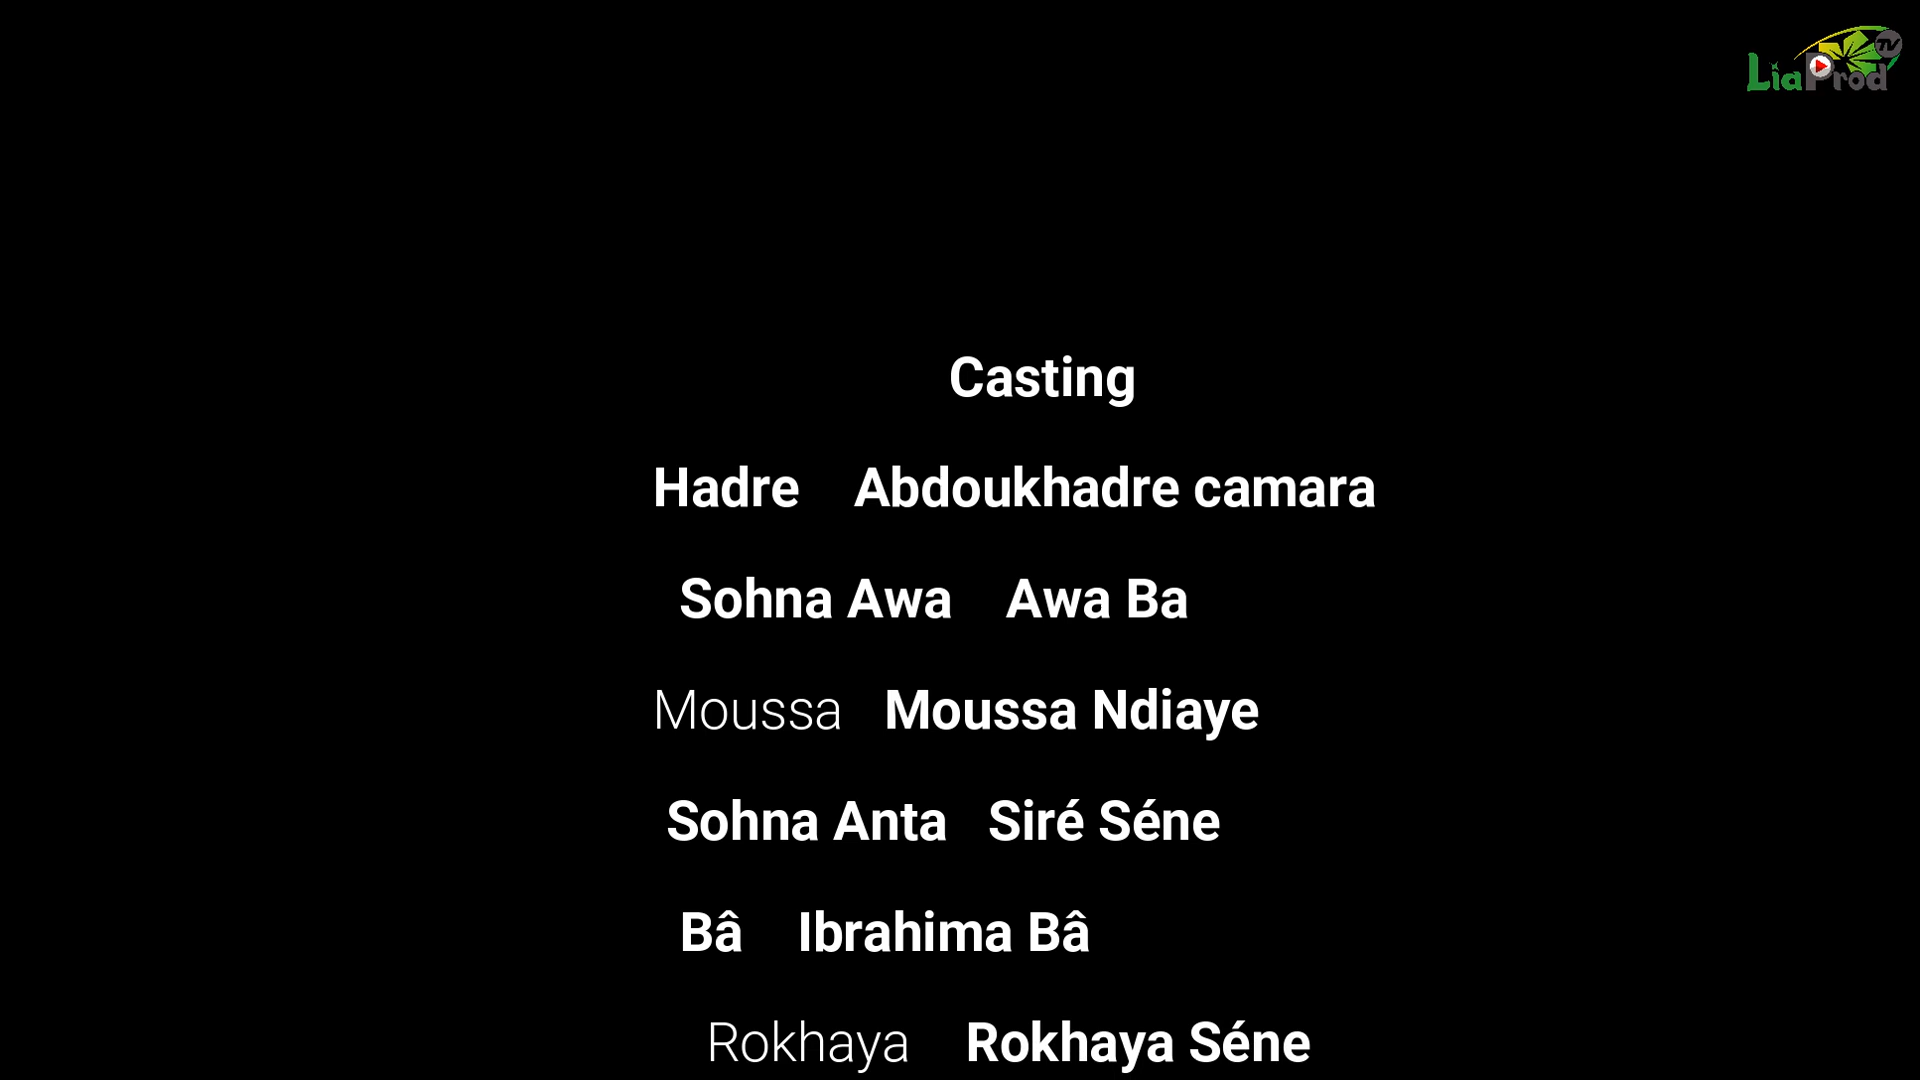 LiaProd TV
Casting
Hadre Abdoukhadre camara
Sohna Awa Awa Ba
Moussa Moussa Ndiaye
Sohna Anta Siré Séne
Bâ Ibrahima Bâ
Rokhaya Rokhaya Séne